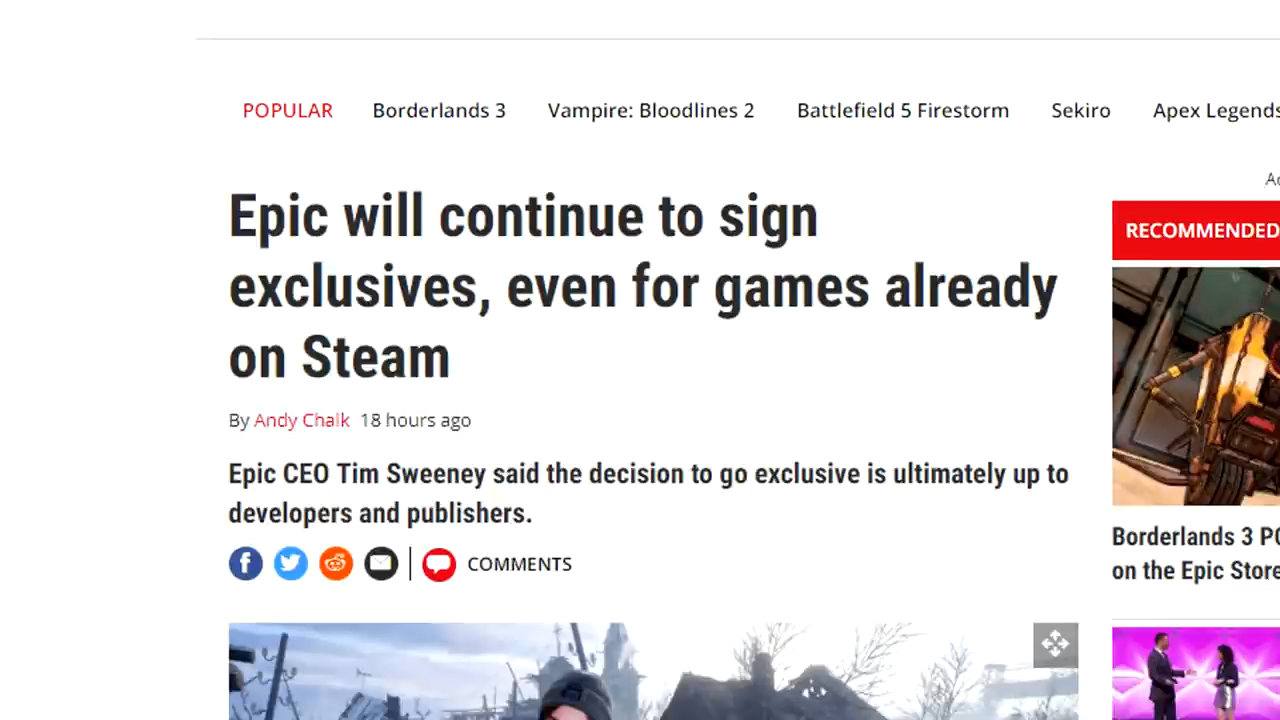 POPULAR Borderlands 3 Vampire: Bloodlines 2 Battlefield 5 Firestorm Sekiro Apex Legends
Epic will continue to sign
exclusives, even for games already
on Steam
By Andy Chalk 18 hours ago
Epic CEO Tim Sweeney said the decision to go exclusive is ultimately up to
developers and publishers.
COMMENTS
RECOMMENDED
Borderlands 3 PC
on the Epic Store